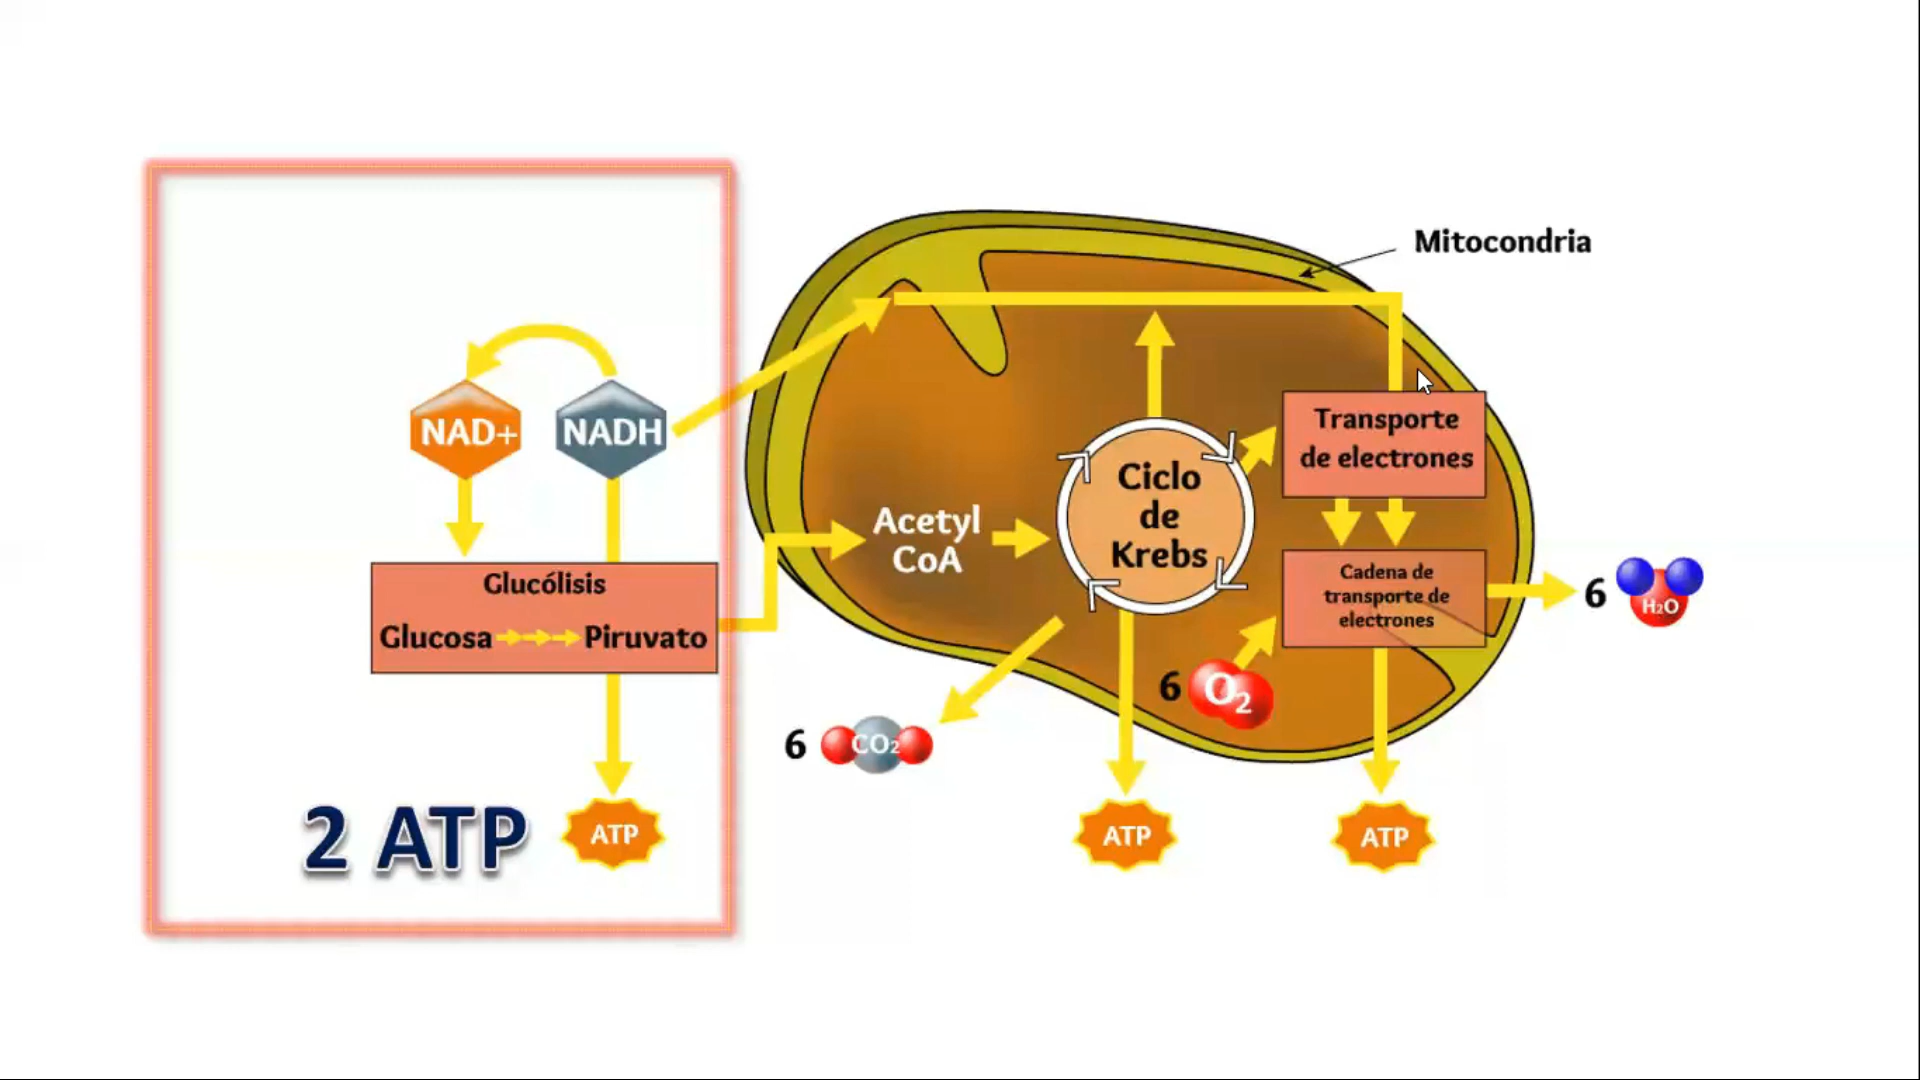 Mitocondria
NAD+
NADH
Transporte
de electrones
Acetyl
CoA
Ciclo
de
Krebs
Glucólisis
Glucosa Piruvato
Cadena de
transporte de
electrones
6 H₂O
6 O₂
6 CO₂
2 ATP
ATP
ATP
ATP